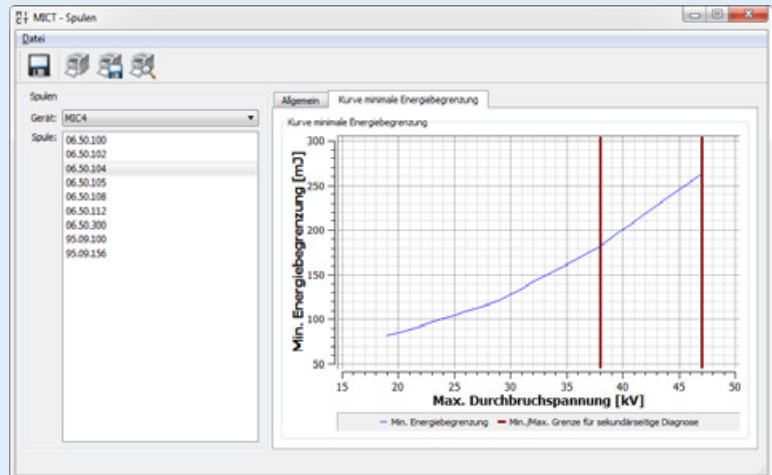 MICT - Spulen
Datei
Spulen
Gerät: MIC4
Spule:
06.50.100
06.50.102
06.50.104
06.50.105
06.50.108
06.50.112
06.50.300
95.09.100
95.09.156
Allgemein Kurve minimale Energiebegrenzung
Kurve minimale Energiebegrenzung
Min. Energiebegrenzung [mJ]
300
250
200
150
100
50
15 20 25 30 35 40 45 50
Max. Durchbruchspannung [kV]
Min. Energiebegrenzung Min./Max. Grenze für sekundärseitige Diagnose